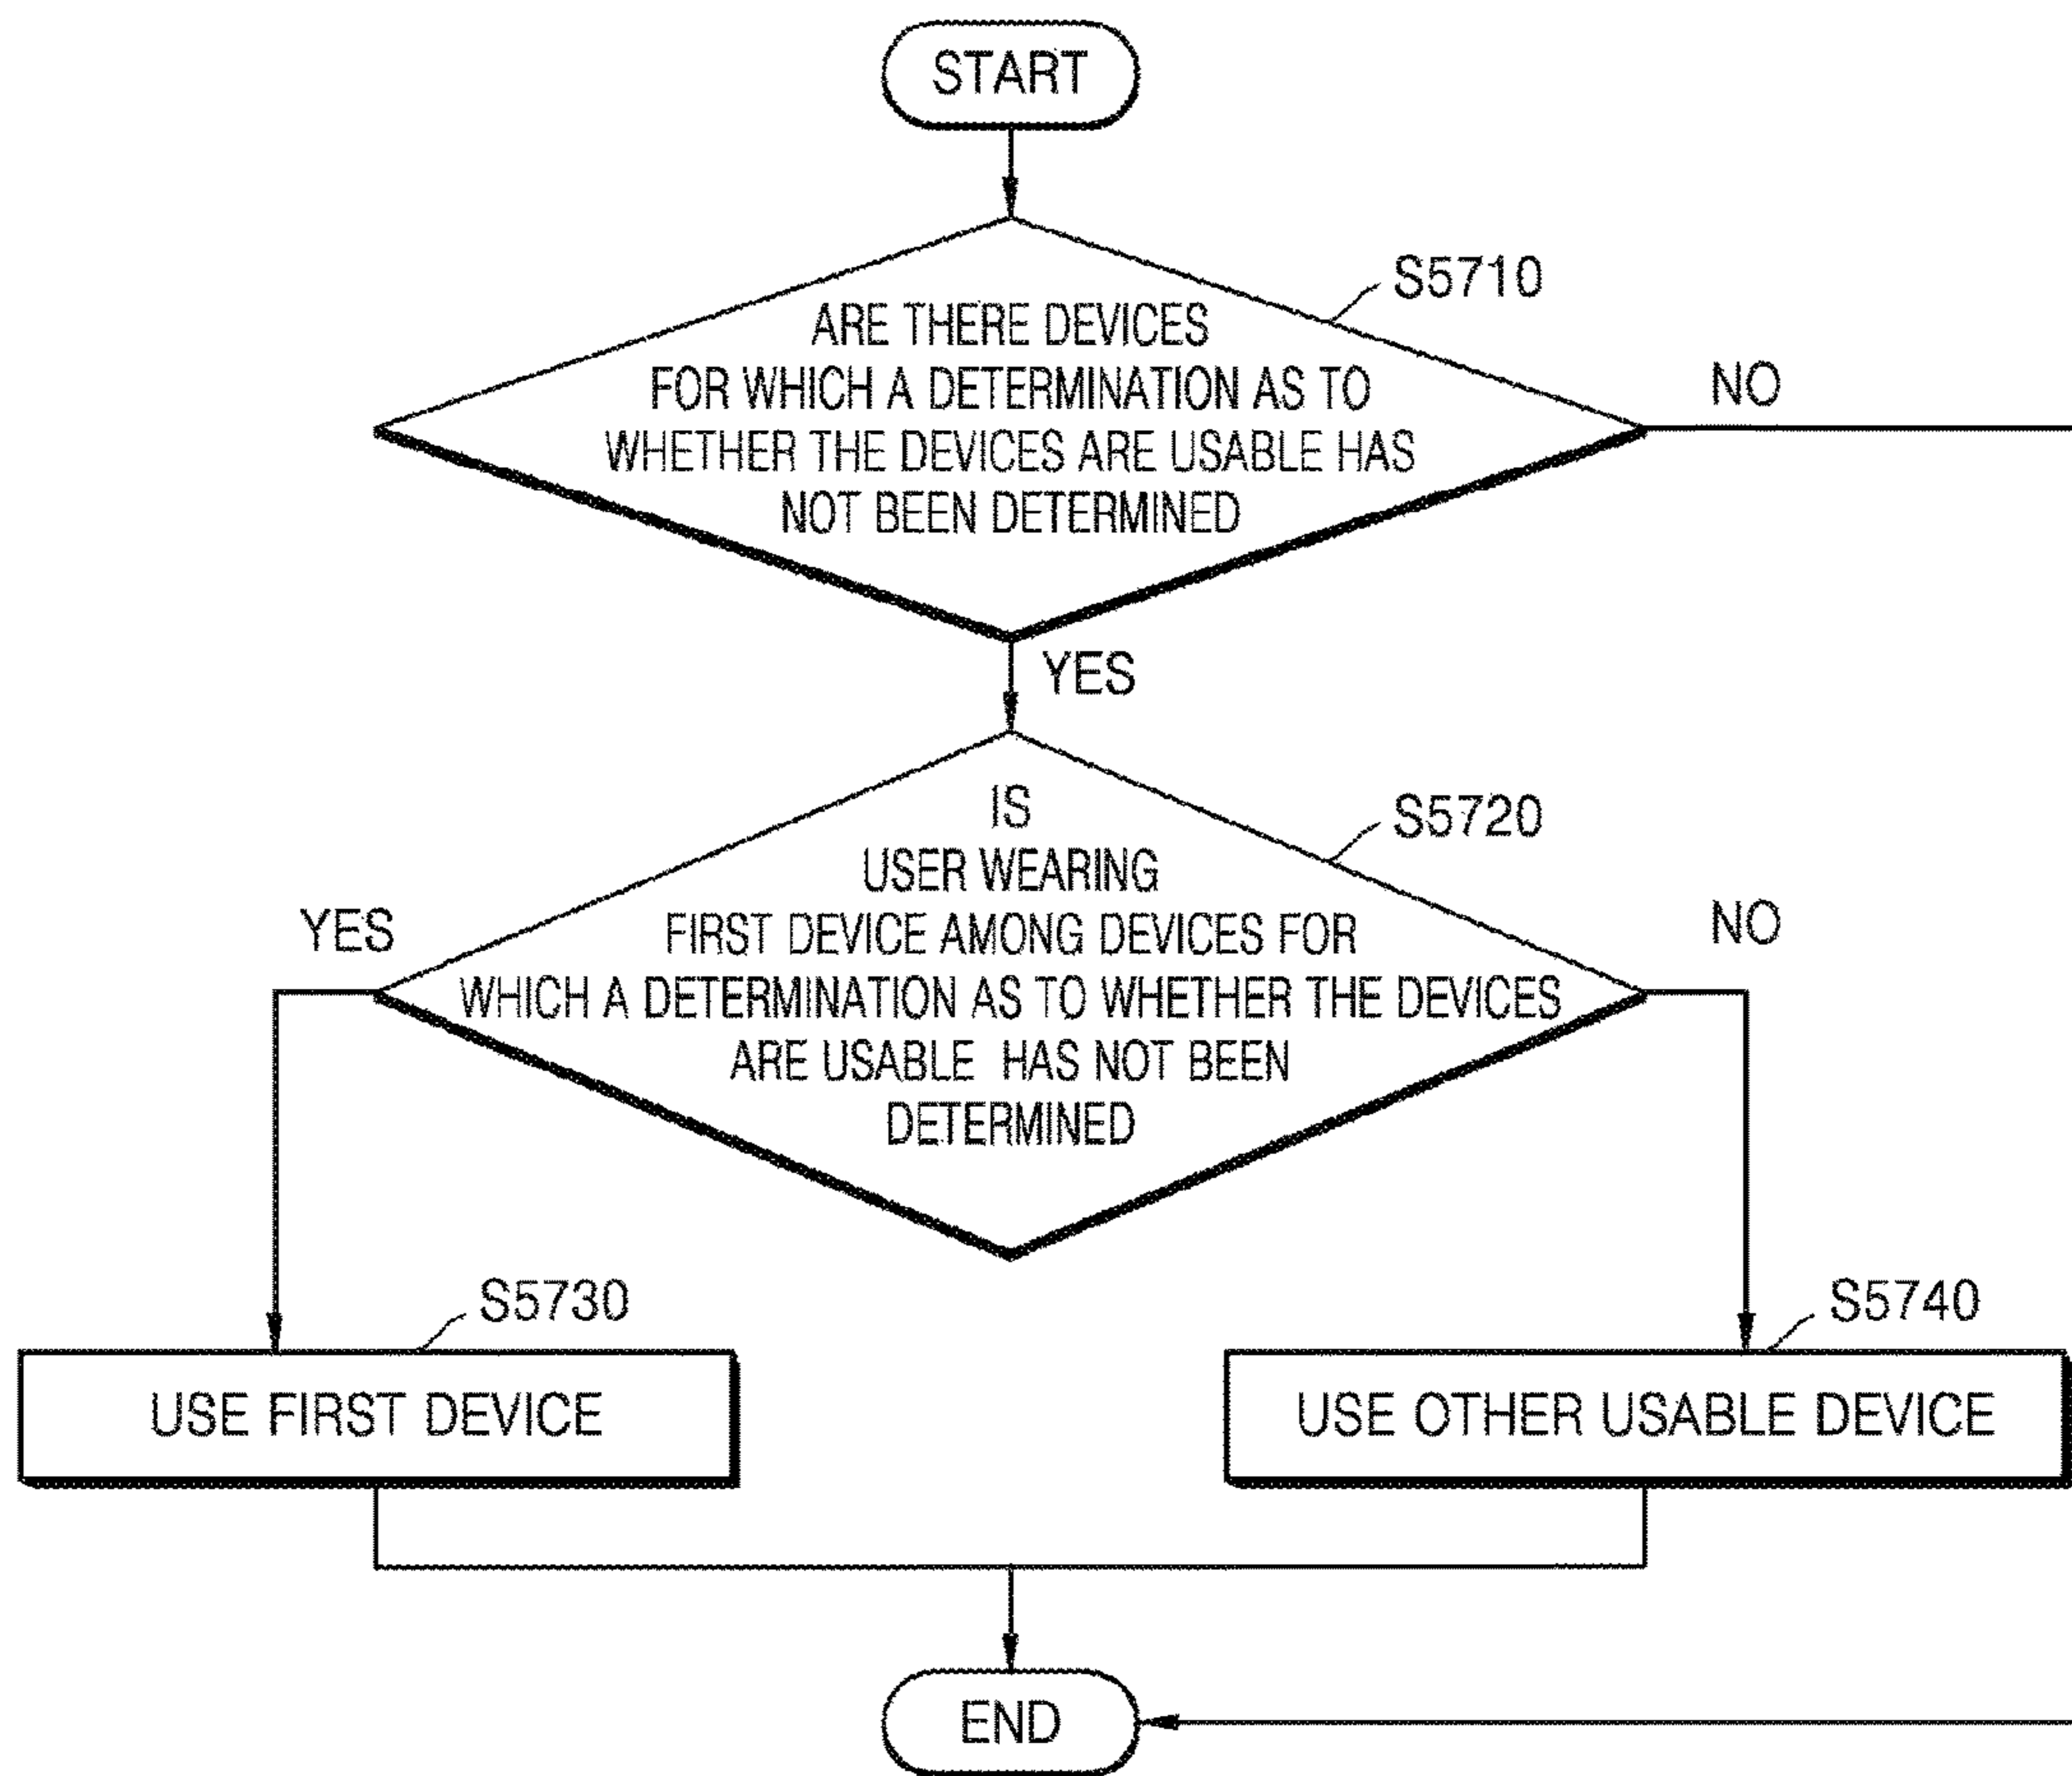 START
S5710
ARE THERE DEVICES
FOR WHICH A DETERMINATION AS TO
WHETHER THE DEVICES ARE USABLE HAS
NOT BEEN DETERMINED
NO
YES
S5720
IS
USER WEARING
FIRST DEVICE AMONG DEVICES FOR
WHICH A DETERMINATION AS TO WHETHER THE DEVICES
ARE USABLE HAS NOT BEEN
DETERMINED
YES
NO
S5730
USE FIRST DEVICE
S5740
USE OTHER USABLE DEVICE
END